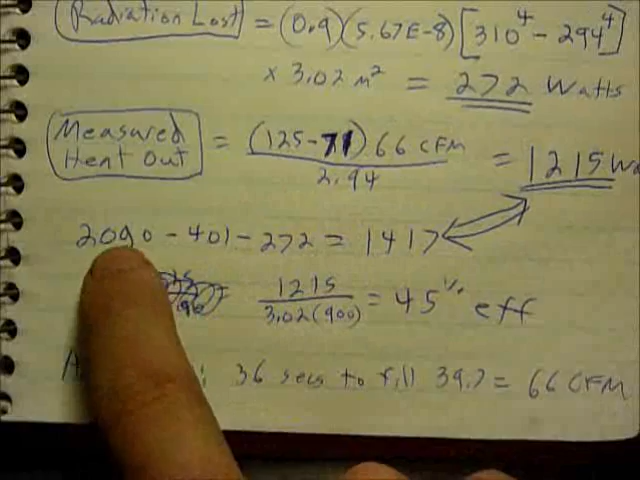 Radiation Lost = (0.9)(5.67E-8)[310⁴ - 294⁴]
x 3.02 m² = 272 Watts
Measured Heat Out = (125-71).66 CFM / 2.94 = 1215 Wa
2090 - 401 - 272 = 1417
1215 / 3.02(900) = 45% eff
: 36 secs to fill 39.7 = 66 CFM